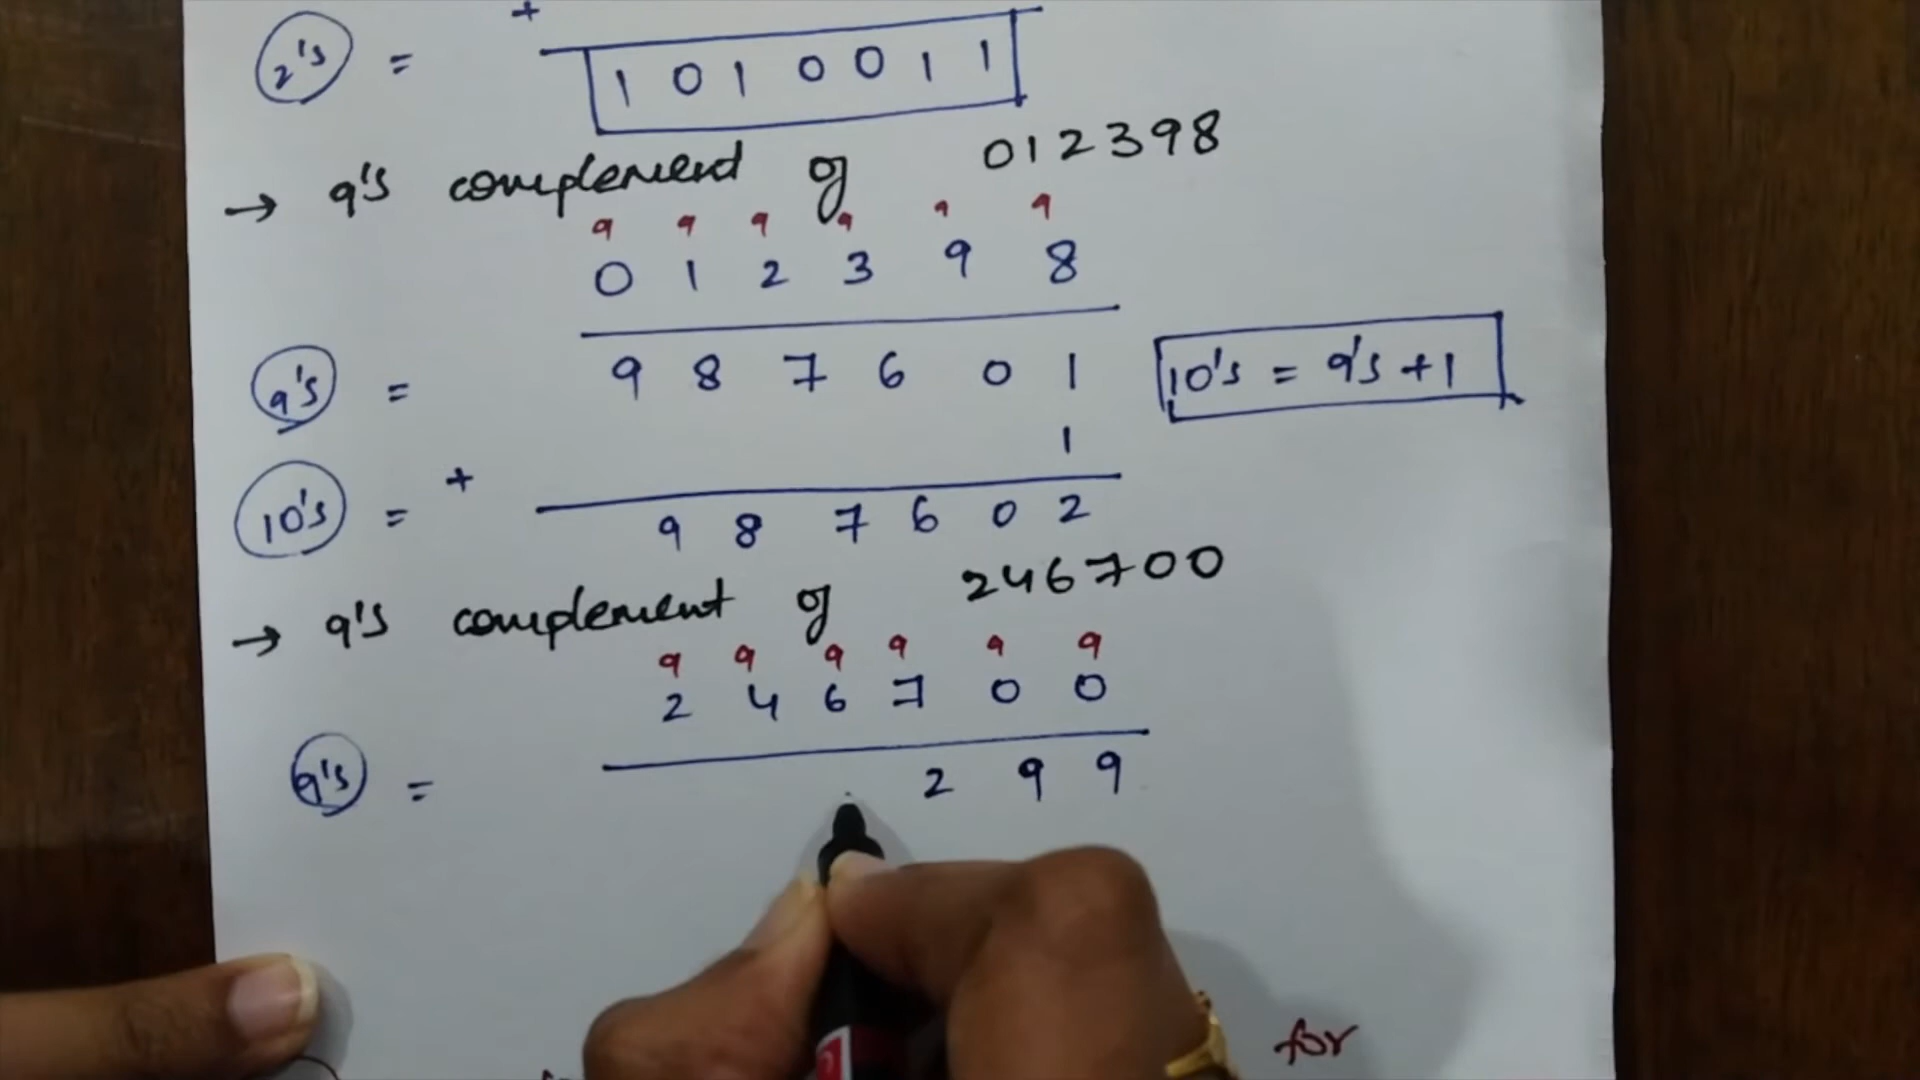 +
2's = 1 0 1 0 0 1 1
→ 9's complement of 012398
9 9 9 9 9 9
0 1 2 3 9 8
9's = 9 8 7 6 0 1
10's = 9's + 1
1
10's = + 9 8 7 6 0 2
→ 9's complement of 246700
9 9 9 9 9 9
2 4 6 7 0 0
9's = 2 9 9
for